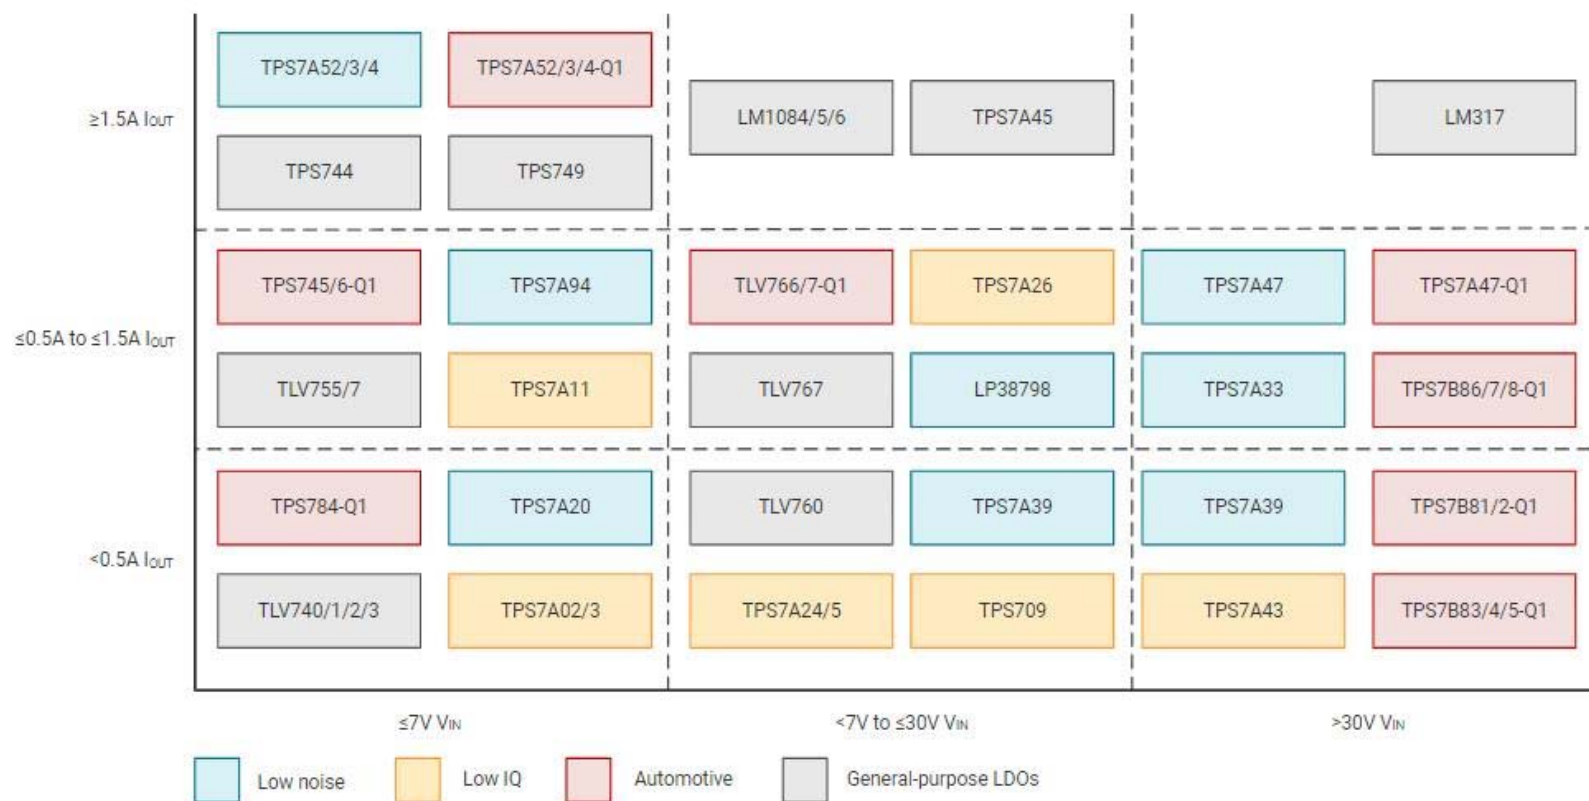 TPS7A52/3/4 TPS7A52/3/4-Q1
≥1.5A IOUT LM1084/5/6 TPS7A45 LM317
TPS744 TPS749
TPS745/6-Q1 TPS7A94 TLV766/7-Q1 TPS7A26 TPS7A47 TPS7A47-Q1
≤0.5A to ≤1.5A IOUT
TLV755/7 TPS7A11 TLV767 LP38798 TPS7A33 TPS7B86/7/8-Q1
TPS784-Q1 TPS7A20 TLV760 TPS7A39 TPS7A39 TPS7B81/2-Q1
<0.5A IOUT
TLV740/1/2/3 TPS7A02/3 TPS7A24/5 TPS709 TPS7A43 TPS7B83/4/5-Q1
≤7V VIN <7V to ≤30V VIN >30V VIN
Low noise Low IQ Automotive General-purpose LDOs